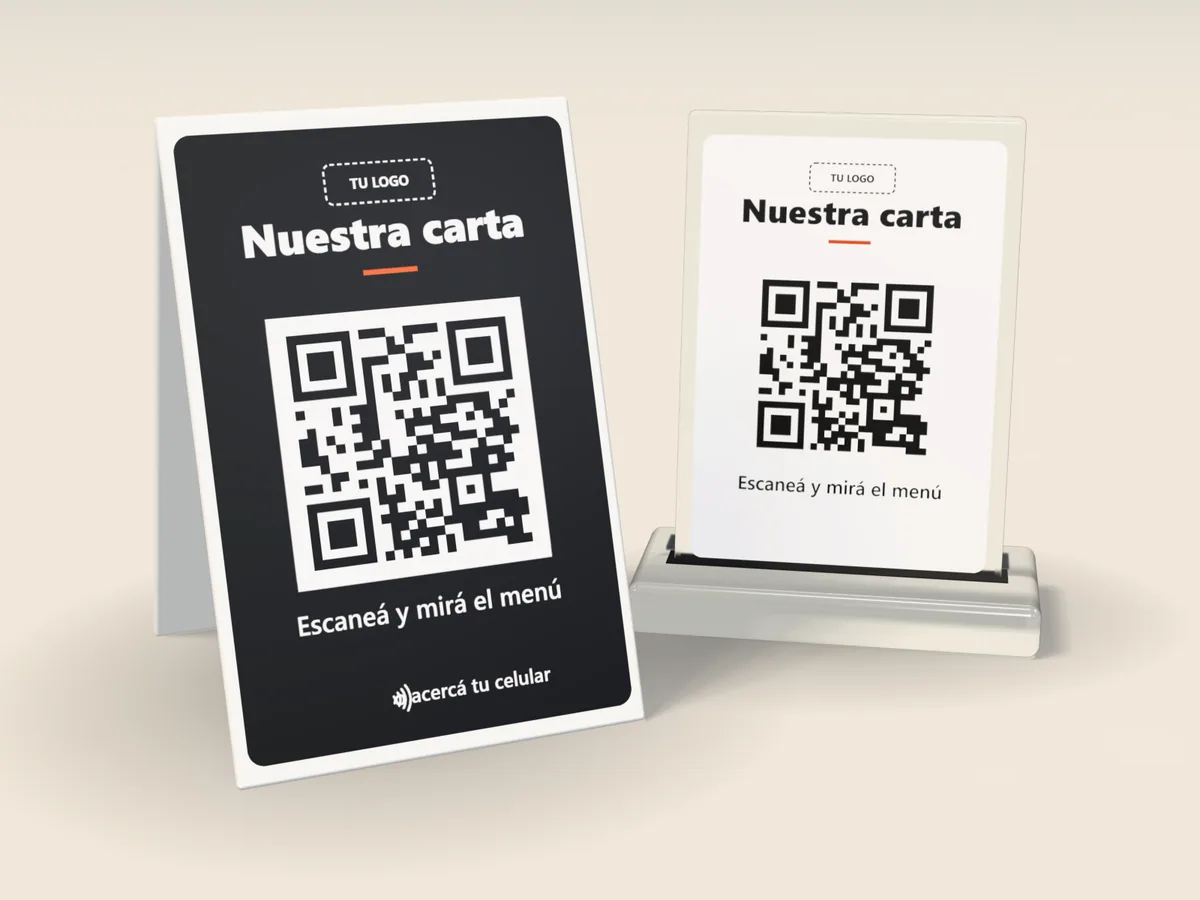 TU LOGO
Nuestra carta
Escaneá y mirá el menú
acercá tu celular
TU LOGO
Nuestra carta
Escaneá y mirá el menú